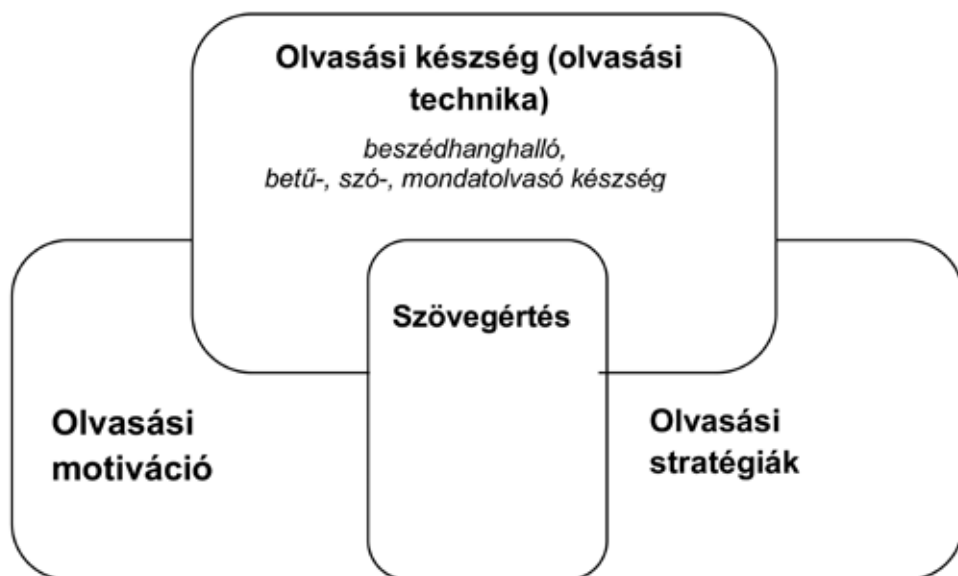 Olvasási készség (olvasási
technika)
beszédhanghalló,
betű-, szó-, mondatolvasó készség
Szövegértés
Olvasási
motiváció
Olvasási
stratégiák